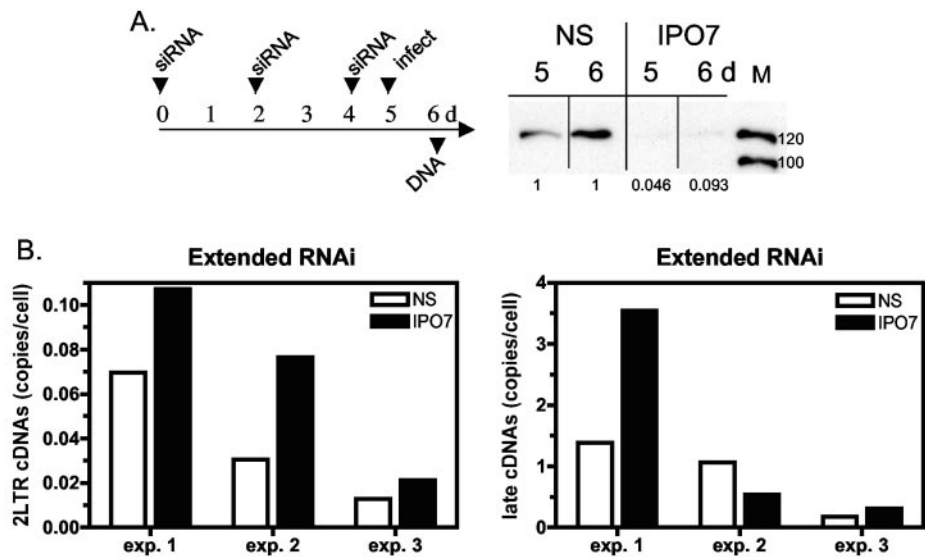 A.
siRNA siRNA siRNA infect
0 1 2 3 4 5 6 d
DNA
NS IPO7
5 6 5 6 d M
120
100
1 1 0.046 0.093
B.
Extended RNAi
2LTR cDNAs (copies/cell)
0.10
0.08
0.06
0.04
0.02
0.00
NS
IPO7
exp. 1 exp. 2 exp. 3
Extended RNAi
late cDNAs (copies/cell)
4
3
2
1
0
NS
IPO7
exp. 1 exp. 2 exp. 3